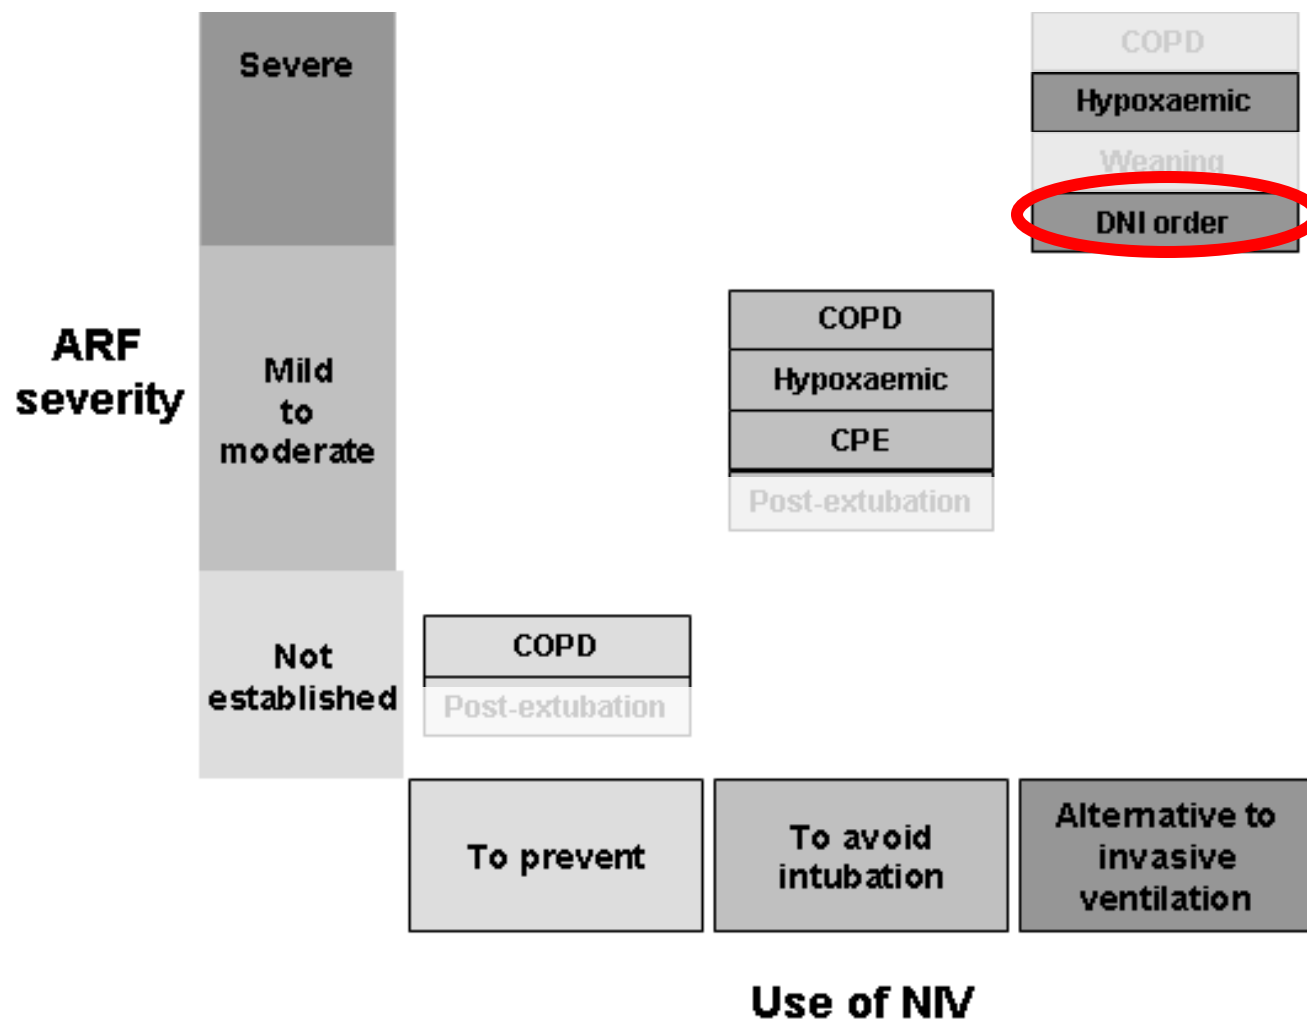 Severe
COPD
Hypoxaemic
Weaning
DNI order
ARF
severity
Mild
to
moderate
COPD
Hypoxaemic
CPE
Post-extubation
Not
established
COPD
Post-extubation
To prevent
To avoid
intubation
Alternative to
invasive
ventilation
Use of NIV